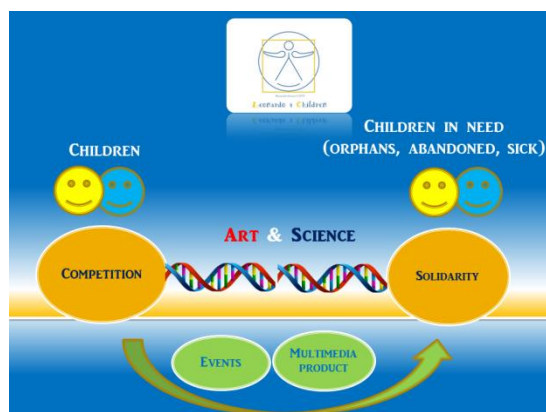 Leonardo's Children
CHILDREN
CHILDREN IN NEED
(ORPHANS, ABANDONED, SICK)
ART & SCIENCE
COMPETITION
SOLIDARITY
EVENTS
MULTIMEDIA
PRODUCT